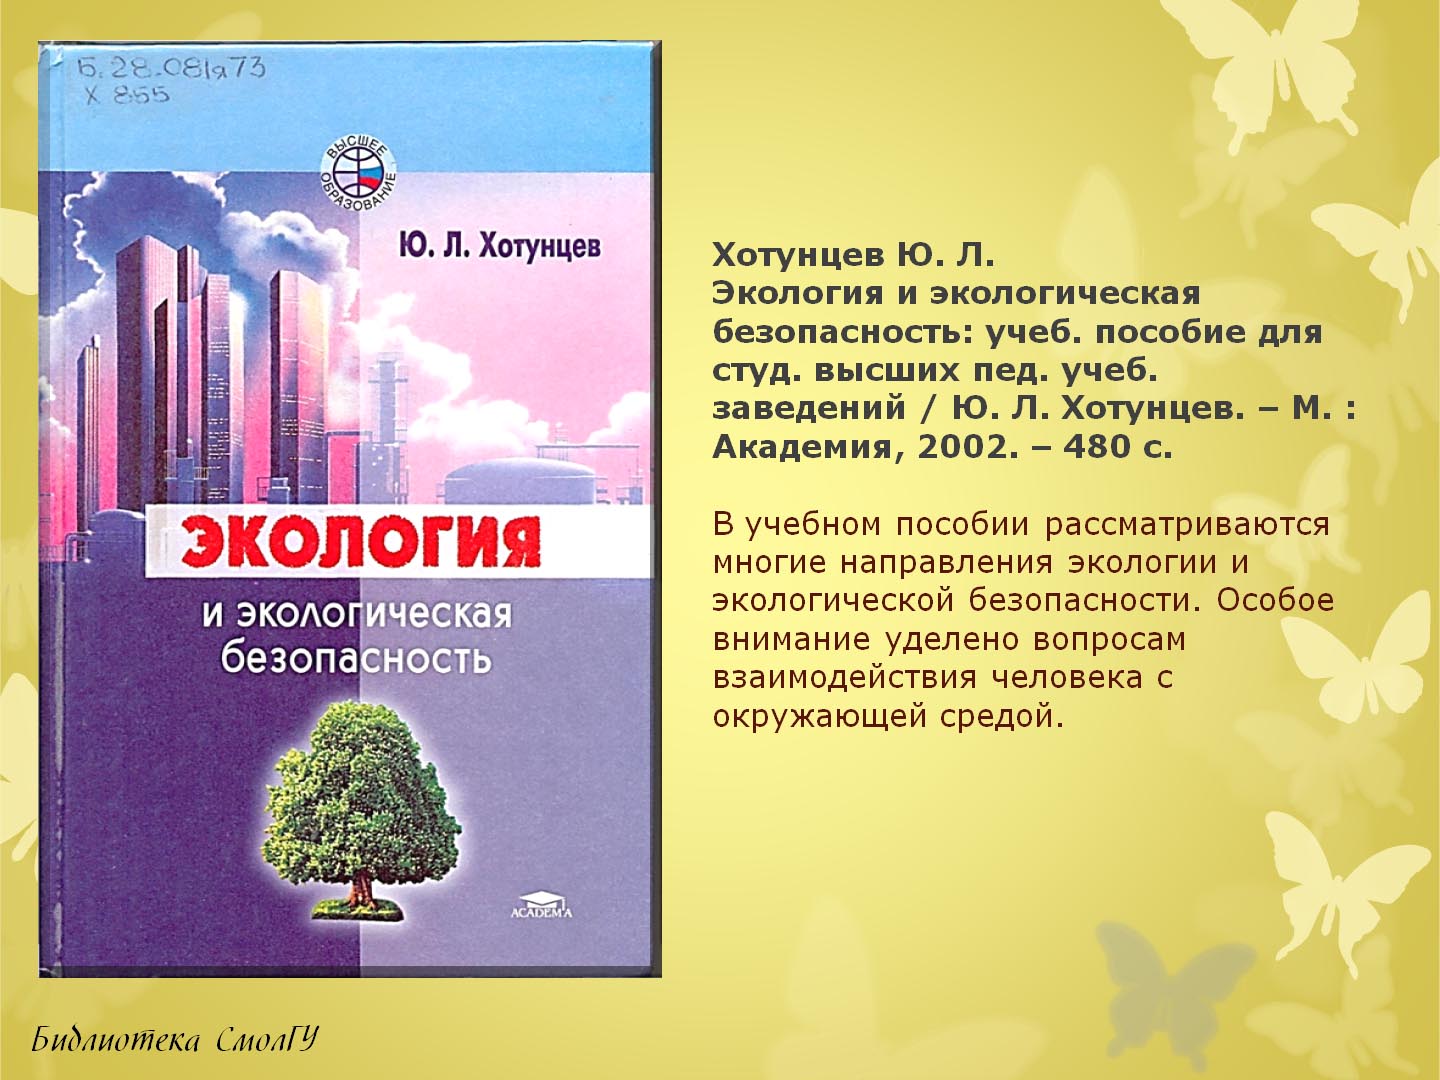 Б. 28.081я73
Х 855
ВЫСШЕЕ
ОБРАЗОВАНИЕ
Ю. Л. Хотунцев
ЭКОЛОГИЯ
и экологическая
безопасность
ACADEMA
Хотунцев Ю. Л.
Экология и экологическая
безопасность: учеб. пособие для
студ. высших пед. учеб.
заведений / Ю. Л. Хотунцев. – М. :
Академия, 2002. – 480 с.
В учебном пособии рассматриваются
многие направления экологии и
экологической безопасности. Особое
внимание уделено вопросам
взаимодействия человека с
окружающей средой.
Библиотека СмолГУ